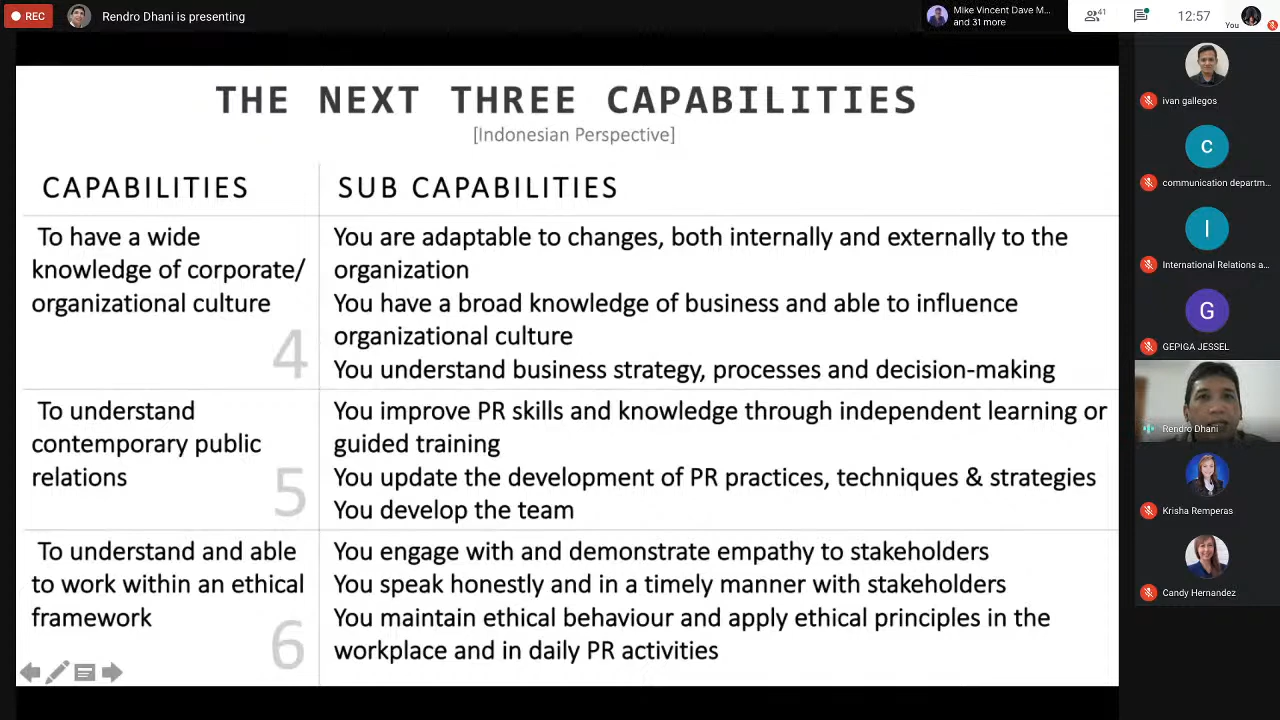 REC
Rendro Dhani is presenting
Mike Vincent Dave M...
and 31 more
41
12:57
You
THE NEXT THREE CAPABILITIES
[Indonesian Perspective]
CAPABILITIES
SUB CAPABILITIES
To have a wide
knowledge of corporate/
organizational culture
4
You are adaptable to changes, both internally and externally to the
organization
You have a broad knowledge of business and able to influence
organizational culture
You understand business strategy, processes and decision-making
To understand
contemporary public
relations
5
You improve PR skills and knowledge through independent learning or
guided training
You update the development of PR practices, techniques & strategies
You develop the team
To understand and able
to work within an ethical
framework
6
You engage with and demonstrate empathy to stakeholders
You speak honestly and in a timely manner with stakeholders
You maintain ethical behaviour and apply ethical principles in the
workplace and in daily PR activities
ivan gallegos
c
communication departm...
I
International Relations a...
G
GEPIGA JESSEL
Rendro Dhani
Krisha Remperas
Candy Hernandez